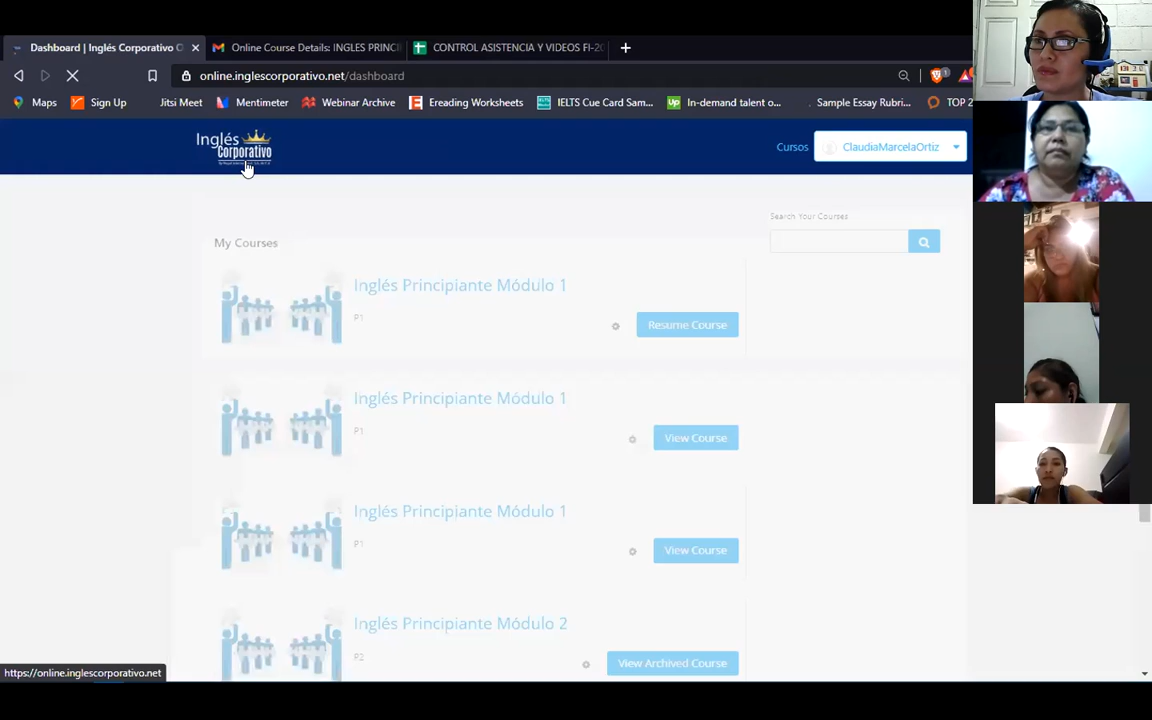 Dashboard | Inglés Corporativo O
Online Course Details: INGLES PRINCI
CONTROL ASISTENCIA Y VIDEOS FI-20
online.inglescorporativo.net/dashboard
1
Maps
Sign Up
Jitsi Meet
Mentimeter
Webinar Archive
Ereading Worksheets
IELTS Cue Card Sam...
In-demand talent o...
Sample Essay Rubri...
TOP 2
Inglés
Corporativo
Cursos
ClaudiaMarcelaOrtiz
Search Your Courses
My Courses
Inglés Principiante Módulo 1
P1
Resume Course
Inglés Principiante Módulo 1
P1
View Course
Inglés Principiante Módulo 1
P1
View Course
Inglés Principiante Módulo 2
P2
View Archived Course
https://online.inglescorporativo.net